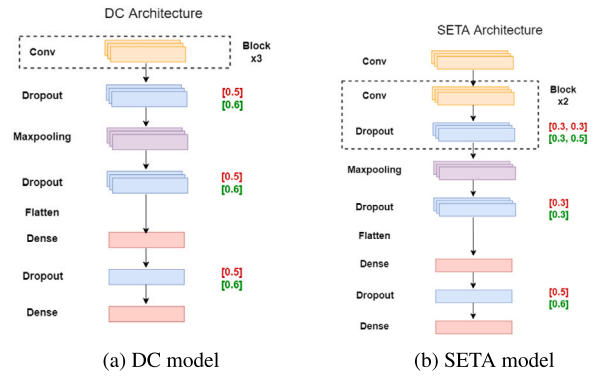 DC Architecture
Conv
Block
x3
Dropout
[0.5]
[0.6]
Maxpooling
Dropout
[0.5]
[0.6]
Flatten
Dense
Dropout
[0.5]
[0.6]
Dense
(a) DC model
SETA Architecture
Conv
Conv
Block
x2
Dropout
[0.3, 0.3]
[0.3, 0.5]
Maxpooling
Dropout
[0.3]
[0.3]
Flatten
Dense
Dropout
[0.5]
[0.6]
Dense
(b) SETA model